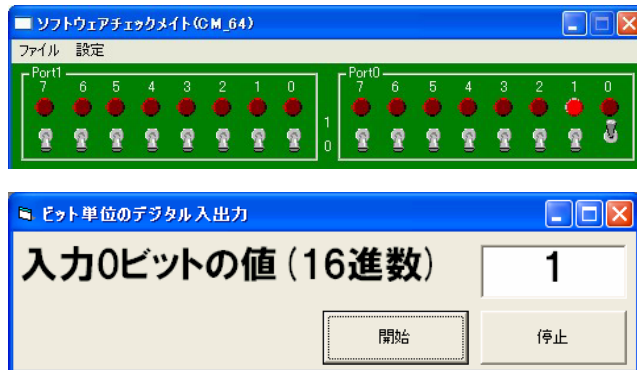 ソフトウェアチェックメイト(CM_64)
ファイル 設定
Port1
7 6 5 4 3 2 1 0
Port0
7 6 5 4 3 2 1 0
1
0
ビット単位のデジタル入出力
入力0ビットの値(16進数)
1
開始 停止